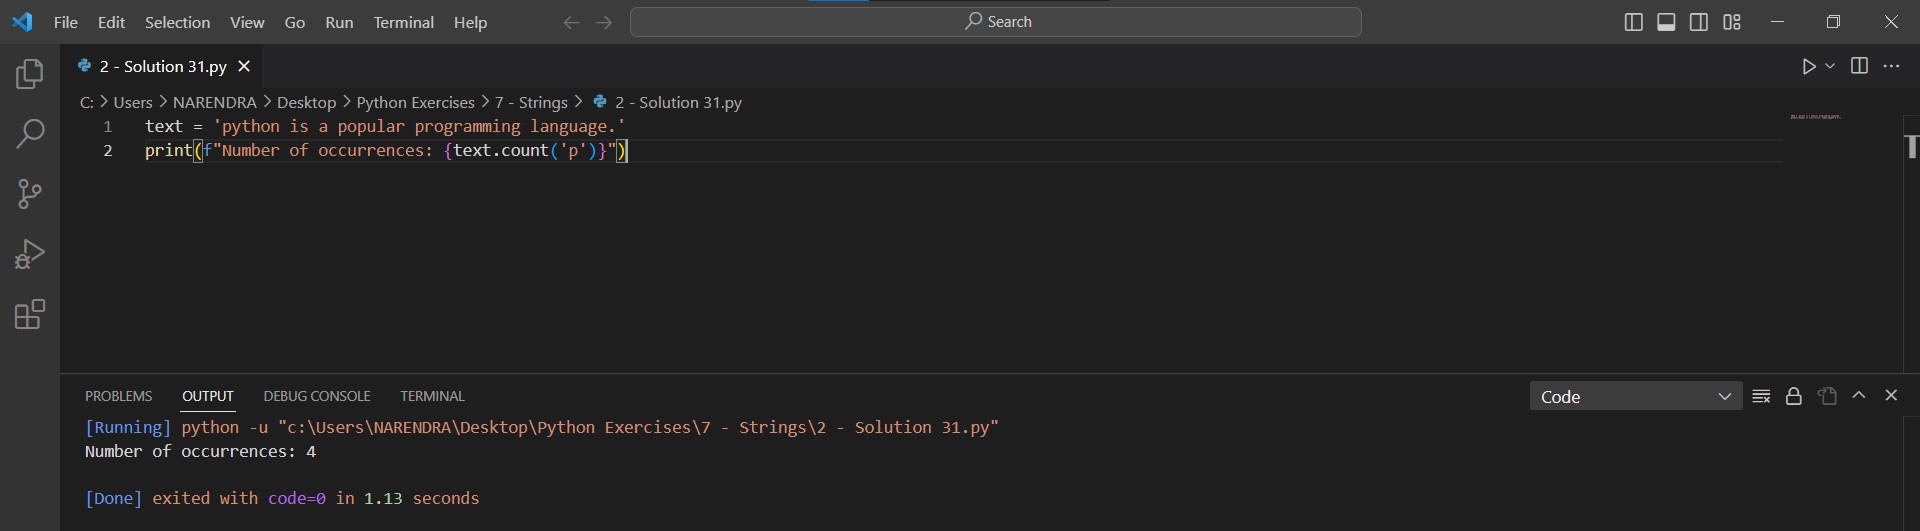 File Edit Selection View Go Run Terminal Help Search
2 - Solution 31.py
C: > Users > NARENDRA > Desktop > Python Exercises > 7 - Strings > 2 - Solution 31.py
1 text = 'python is a popular programming language.'
2 print(f"Number of occurrences: {text.count('p')}")
PROBLEMS OUTPUT DEBUG CONSOLE TERMINAL Code
[Running] python -u "c:\Users\NARENDRA\Desktop\Python Exercises\7 - Strings\2 - Solution 31.py"
Number of occurrences: 4
[Done] exited with code=0 in 1.13 seconds